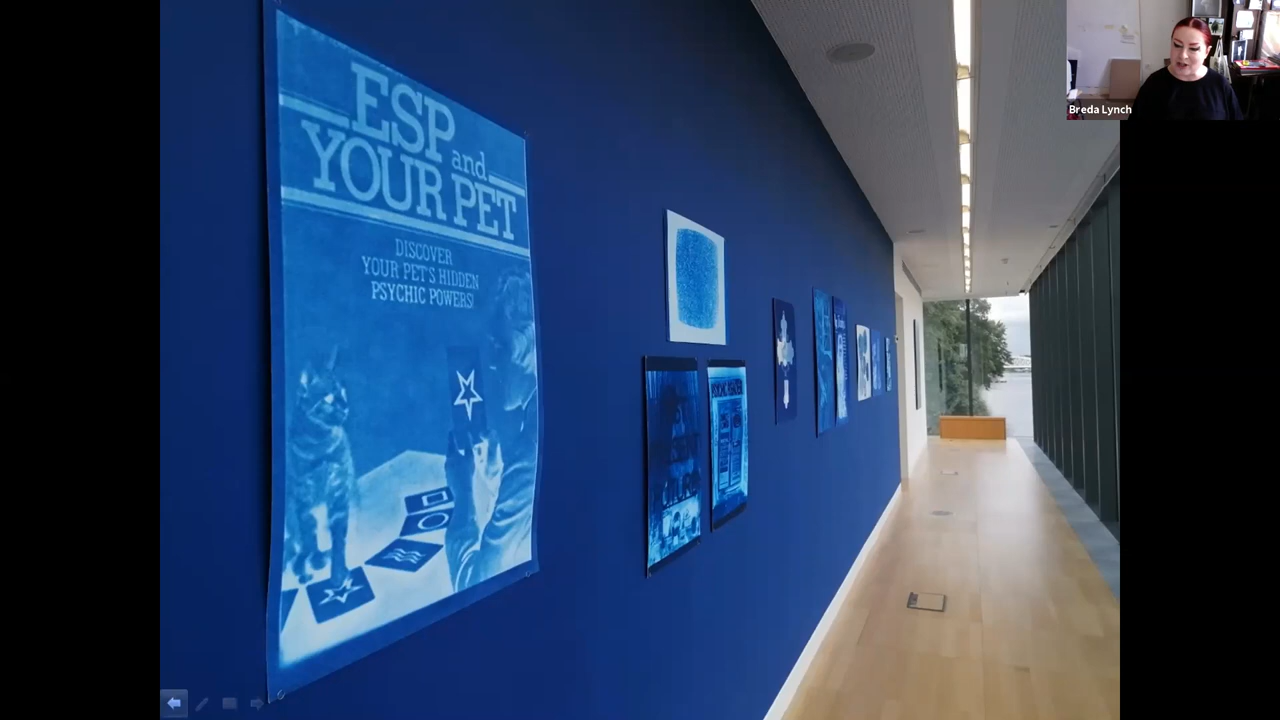 ESP
and
YOUR PET
DISCOVER
YOUR PET'S HIDDEN
PSYCHIC POWERS!
Breda Lynch